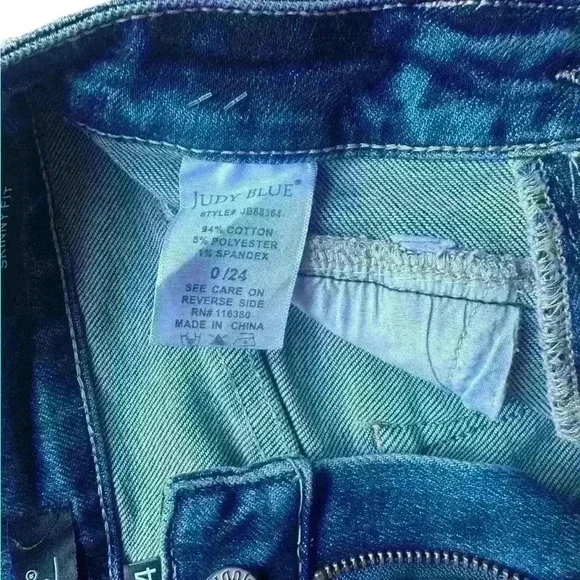 SKINNY FIT
JUDY BLUE®
STYLE# JB88364
94% COTTON
5% POLYESTER
1% SPANDEX
0/24
SEE CARE ON
REVERSE SIDE
RN# 116380
MADE IN CHINA